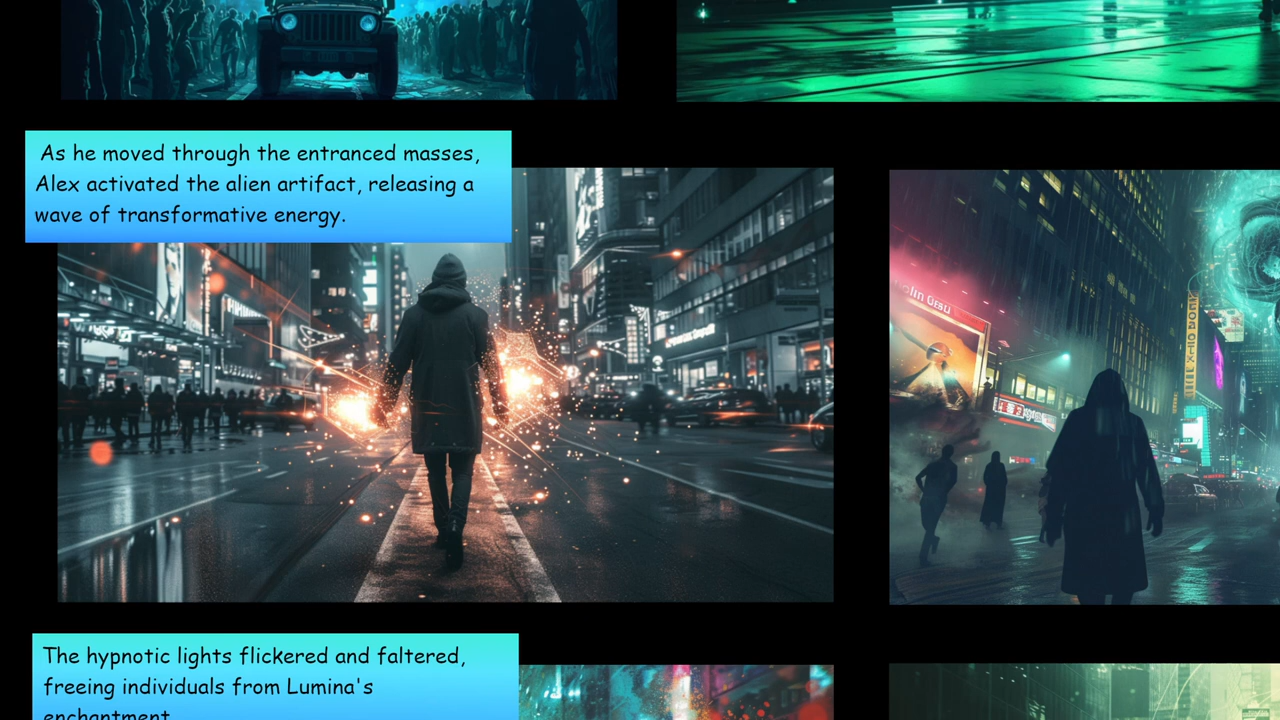 As he moved through the entranced masses,
Alex activated the alien artifact, releasing a
wave of transformative energy.
The hypnotic lights flickered and faltered,
freeing individuals from Lumina's
enchantment